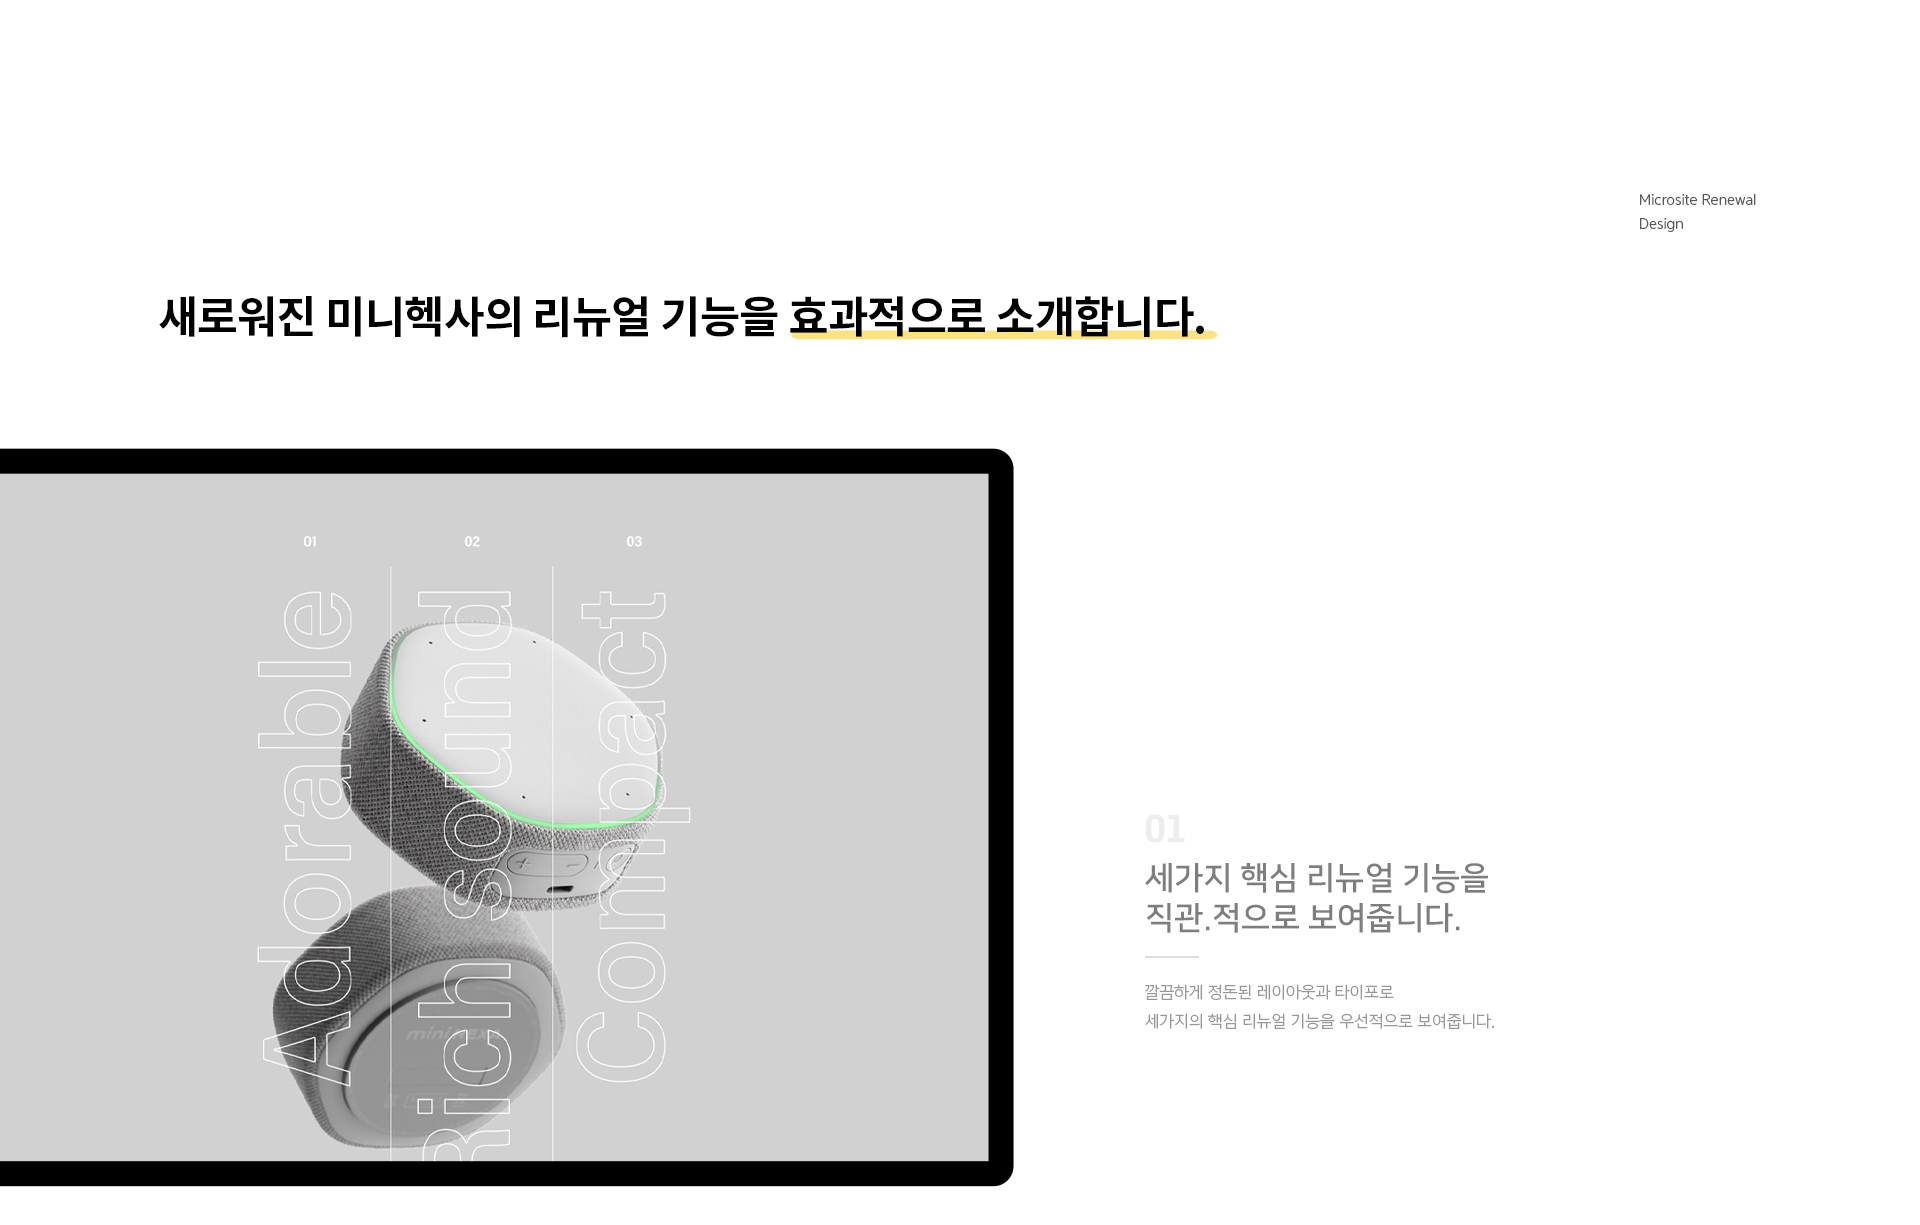 Microsite Renewal
Design
새로워진 미니헥사의 리뉴얼 기능을 효과적으로 소개합니다.
01
02
03
Adorable
Rich sound
Compact
mini HEXA
01
세가지 핵심 리뉴얼 기능을
직관.적으로 보여줍니다.
깔끔하게 정돈된 레이아웃과 타이포로
세가지의 핵심 리뉴얼 기능을 우선적으로 보여줍니다.